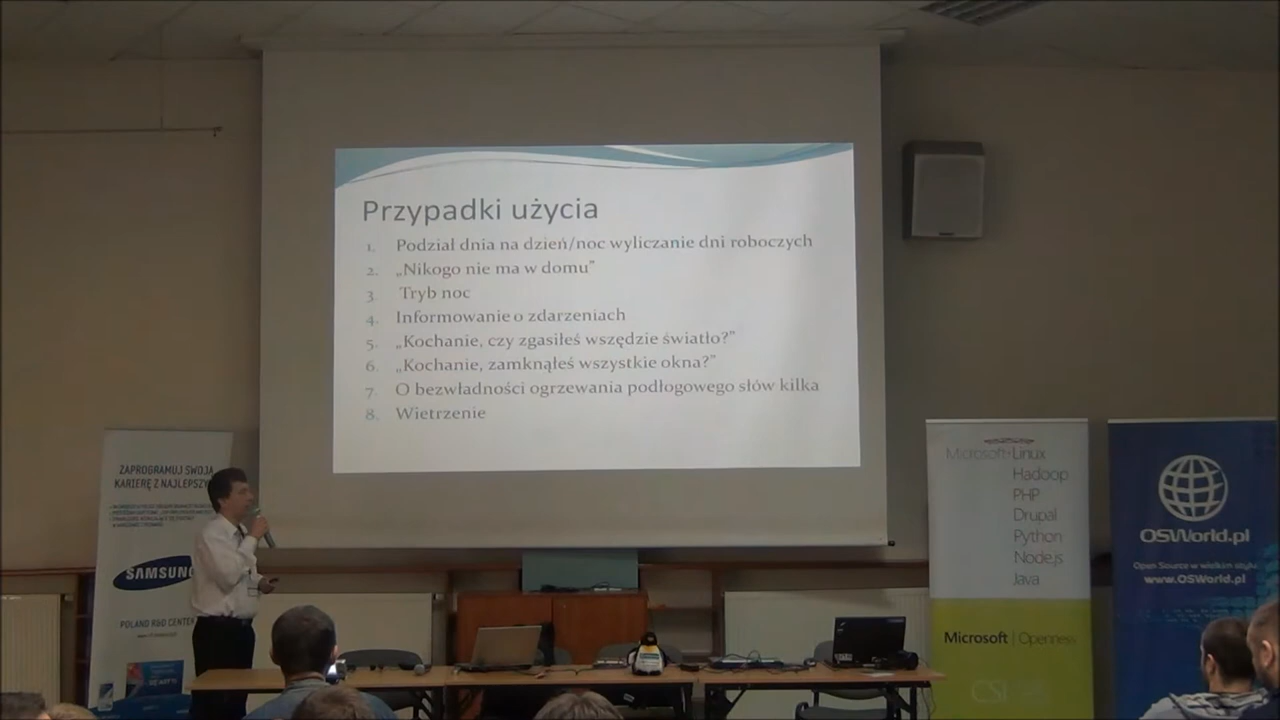 Przypadki użycia
1. Podział dnia na dzień/noc wyliczanie dni roboczych
2. „Nikogo nie ma w domu”
3. Tryb noc
4. Informowanie o zdarzeniach
5. „Kochanie, czy zgasiłeś wszędzie światło?”
6. „Kochanie, zamknąłeś wszystkie okna?”
7. O bezwładności ogrzewania podłogowego słów kilka
8. Wietrzenie
ZAPROGRAMUJ SWOJĄ
KARIERĘ Z NAJLEPSZYMI
SAMSUNG
POLAND R&D CENTER
Microsoft+Linux
Hadoop
PHP
Drupal
Python
Node.js
Java
Microsoft | Openness
OSWorld.pl
Open Source w wielkim stylu
www.OSWorld.pl